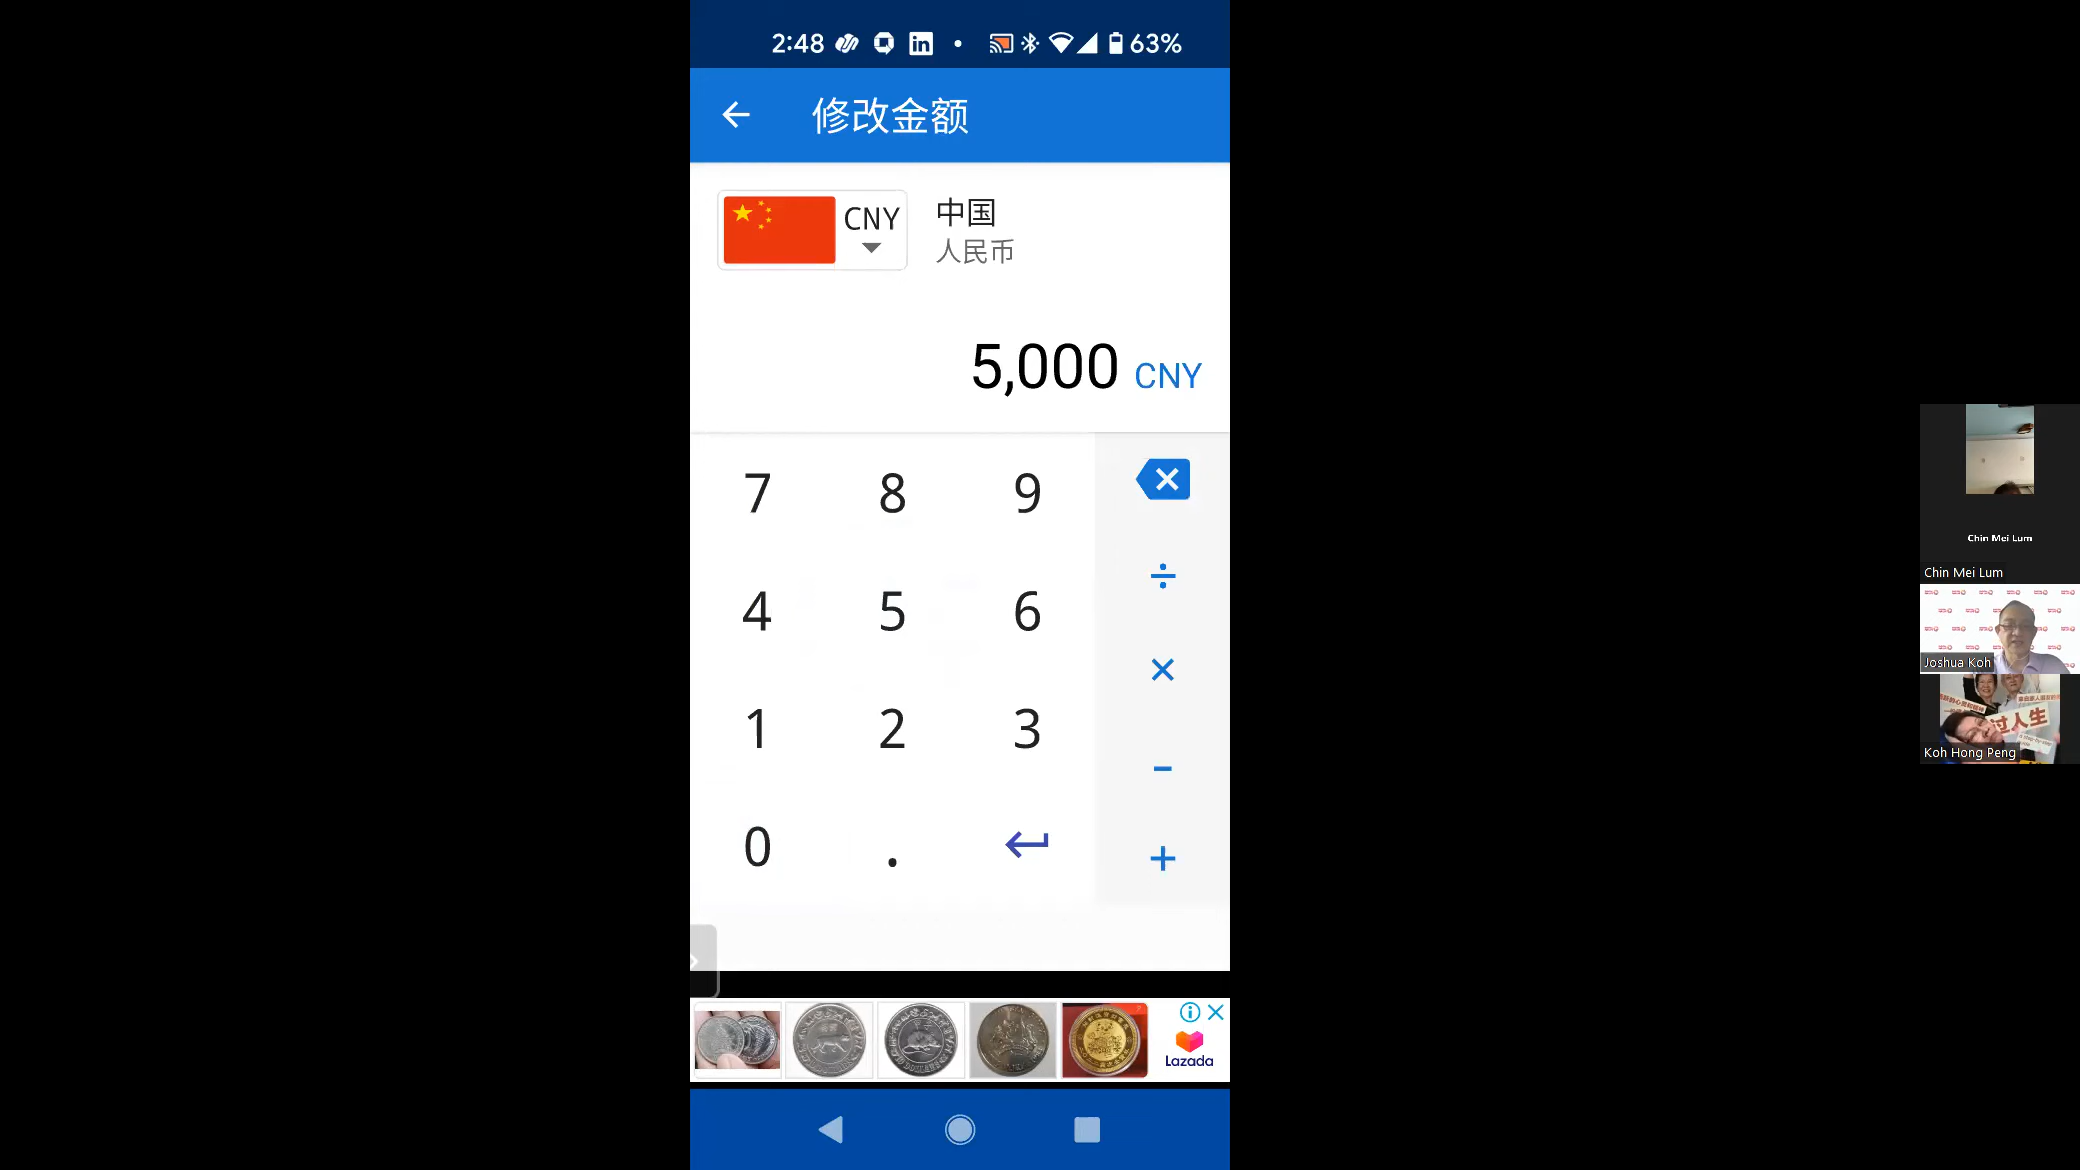 2:48
63%
修改金额
CNY
中国
人民币
5,000 CNY
7 8 9
÷
4 5 6
×
1 2 3
-
0 .
+
Lazada
Chin Mei Lum
Chin Mei Lum
Joshua Koh
过人生
Koh Hong Peng